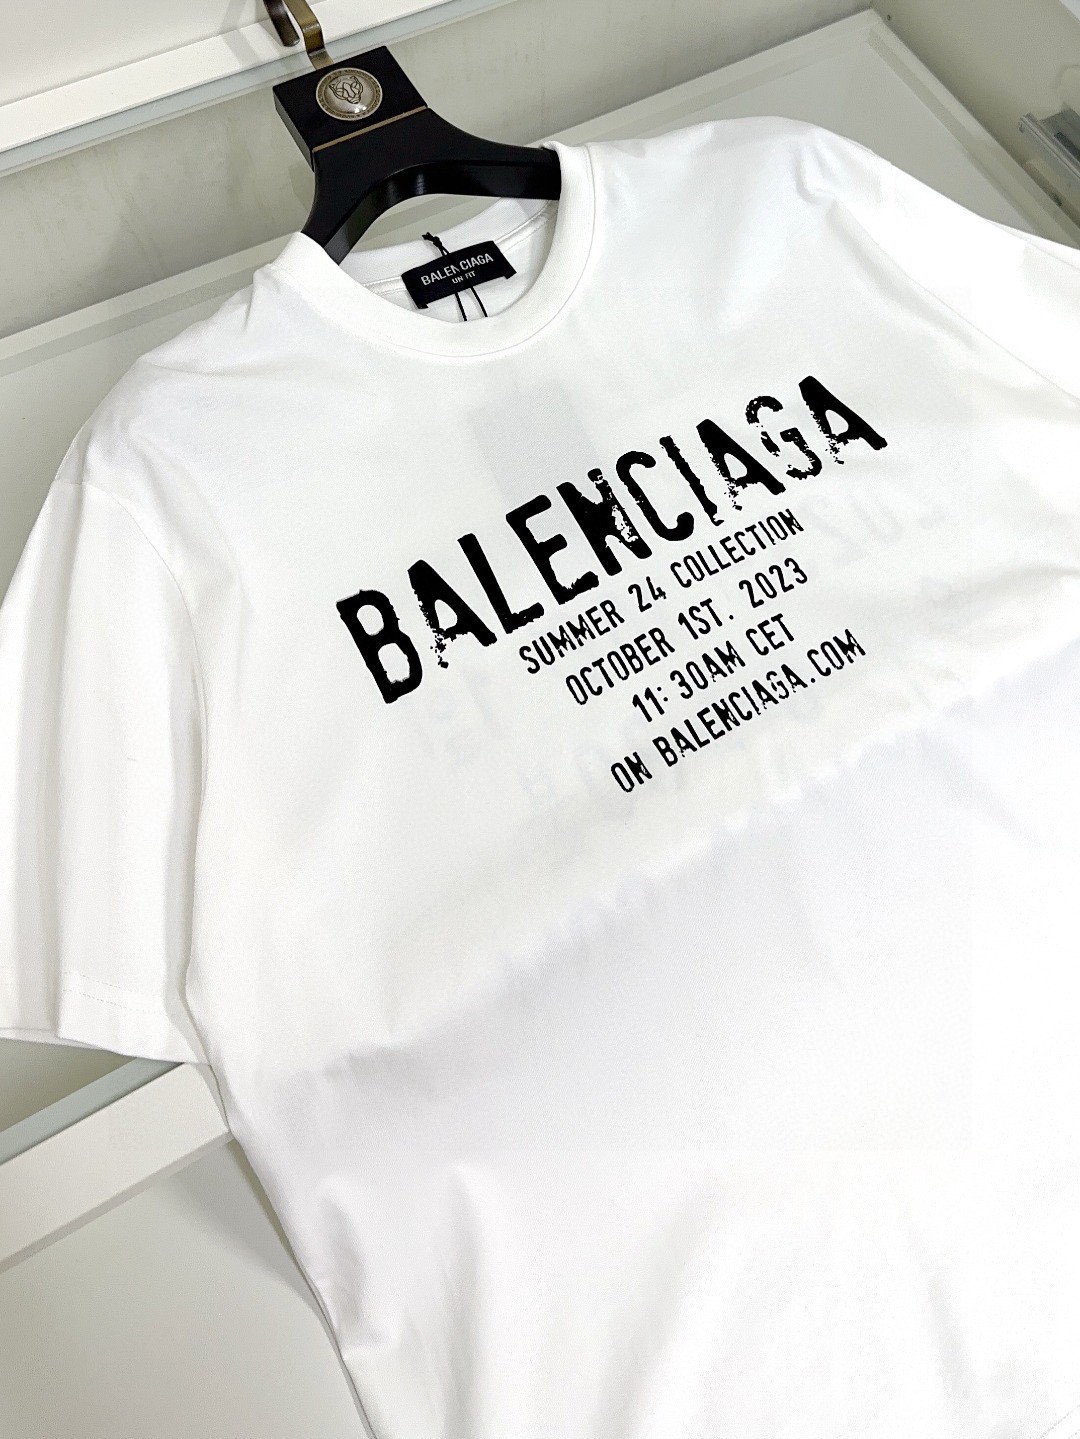 BALENCIAGA
UN FIT
BALENCIAGA
SUMMER 24 COLLECTION
OCTOBER 1ST. 2023
11:30AM CET
ON BALENCIAGA.COM